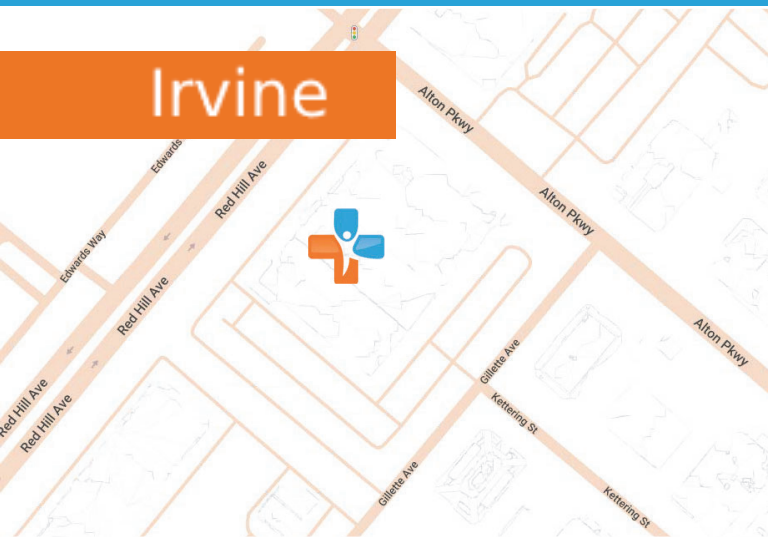 Irvine
Alton Pkwy
Edwards
Red Hill Ave
Alton Pkwy
Edwards Way
Red Hill Ave
Alton Pkwy
Gillette Ave
Red Hill Ave
Red Hill Ave
Kettering St
Gillette Ave
Kettering St